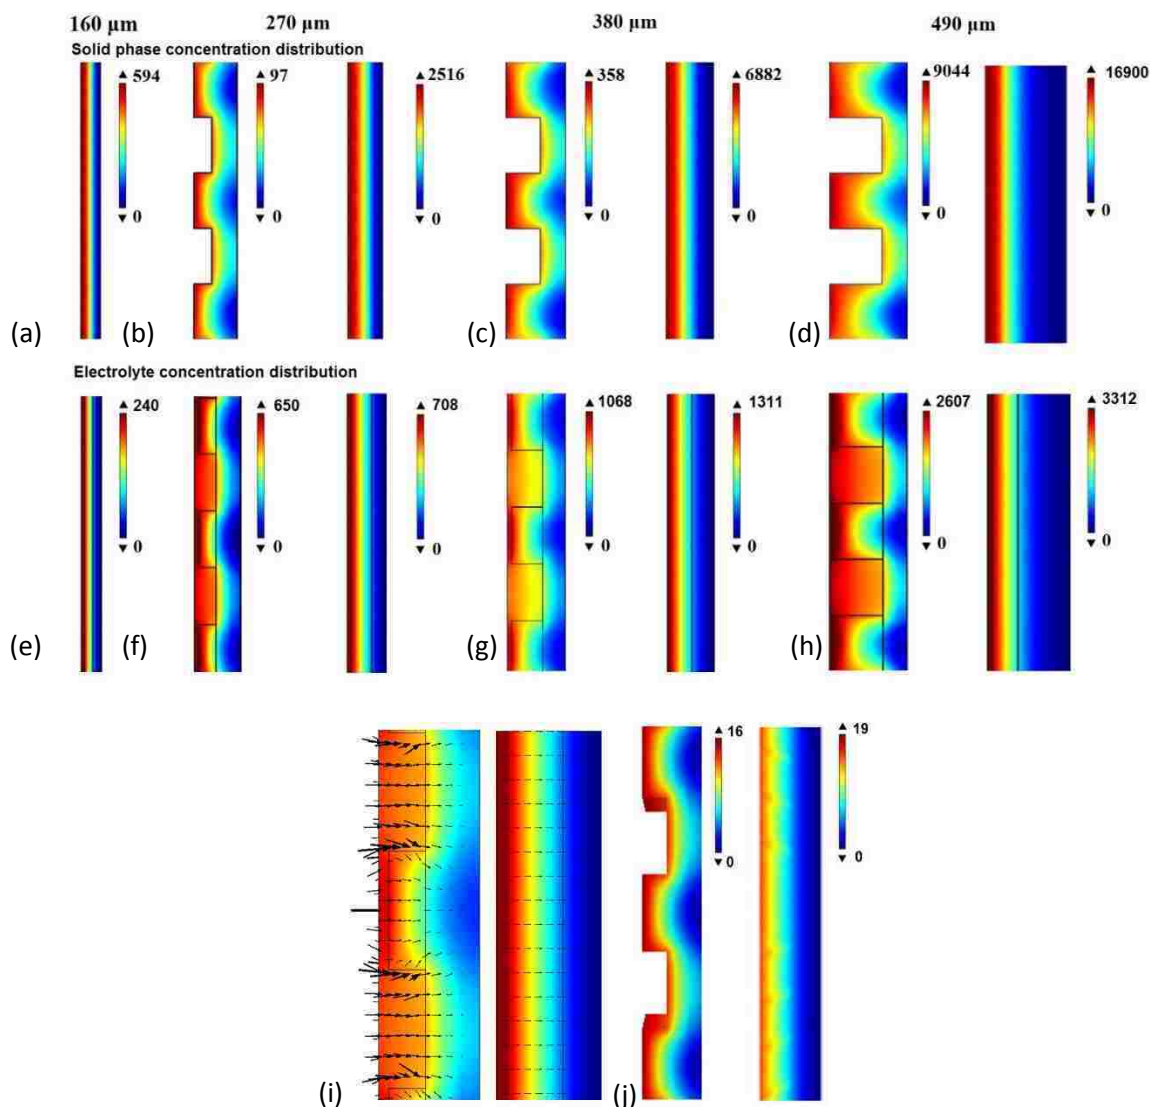 160 µm 270 µm 380 µm 490 µm
Solid phase concentration distribution
594 97 2516 358 6882 9044 16900
0 0 0 0 0 0 0
(a) (b) (c) (d)
Electrolyte concentration distribution
240 650 708 1068 1311 2607 3312
0 0 0 0 0 0 0
(e) (f) (g) (h)
16 19
0 0
(i) (j)